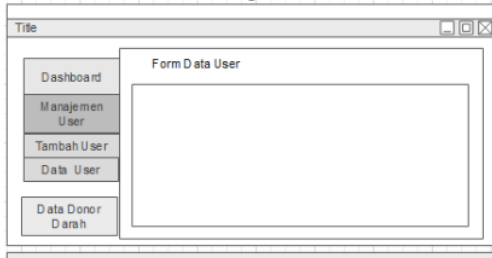 Title
Form Data User
Dashboard
Manajemen
User
Tambah User
Data User
Data Donor
Darah